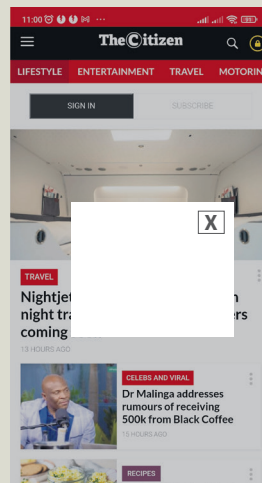 11:00
TheCitizen
LIFESTYLE ENTERTAINMENT TRAVEL MOTORIN
SIGN IN SUBSCRIBE
X
TRAVEL
Nightjet
night tra ers
coming
13 HOURS AGO
CELEBS AND VIRAL
Dr Malinga addresses
rumours of receiving
500k from Black Coffee
15 HOURS AGO
RECIPES